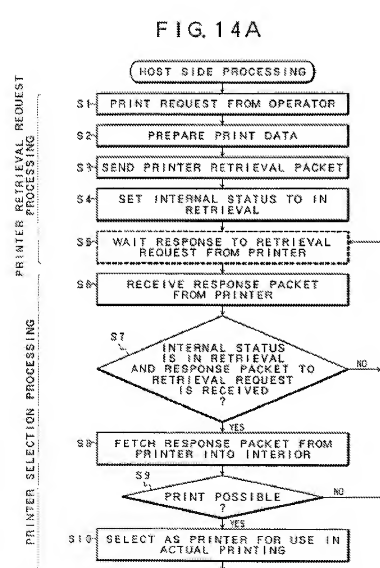 FIG. 14A
HOST SIDE PROCESSING
S1 PRINT REQUEST FROM OPERATOR
S2 PREPARE PRINT DATA
S3 SEND PRINTER RETRIEVAL PACKET
S4 SET INTERNAL STATUS TO IN
RETRIEVAL
S5 WAIT RESPONSE TO RETRIEVAL
REQUEST FROM PRINTER
PRINTER RETRIEVAL REQUEST
PROCESSING
S6 RECEIVE RESPONSE PACKET
FROM PRINTER
S7
INTERNAL STATUS
IS IN RETRIEVAL
AND RESPONSE PACKET TO
RETRIEVAL REQUEST
IS RECEIVED
?
NO
YES
S8 FETCH RESPONSE PACKET FROM
PRINTER INTO INTERIOR
S9
PRINT POSSIBLE
?
NO
YES
S10 SELECT AS PRINTER FOR USE IN
ACTUAL PRINTING
PRINTER SELECTION PROCESSING